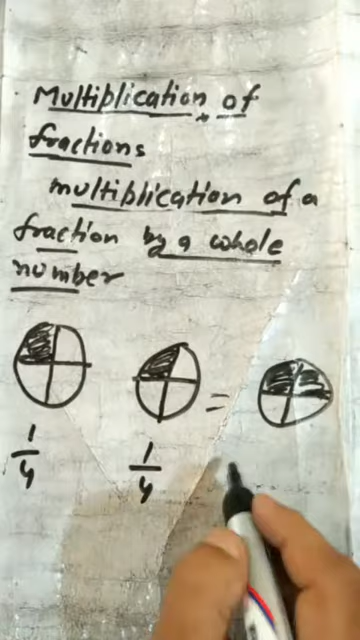 Multiplication of
fractions
multiplication of a
fraction by a whole
number
=
1/4 1/4